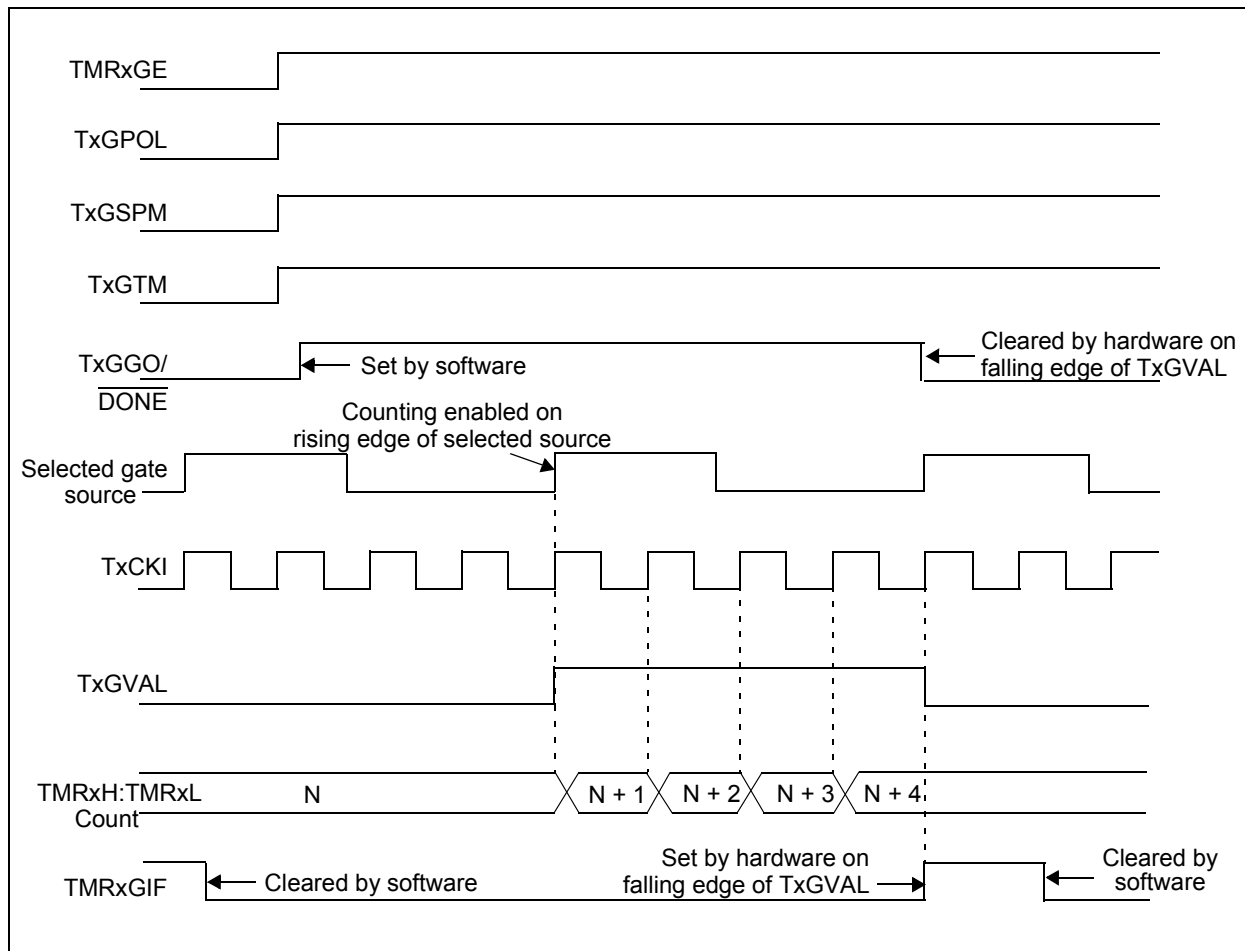 TMRxGE
TxGPOL
TxGSPM
TxGTM
TxGGO/
DONE
Set by software
Cleared by hardware on
falling edge of TxGVAL
Counting enabled on
rising edge of selected source
Selected gate
source
TxCKI
TxGVAL
TMRxH:TMRxL
Count
N
N + 1
N + 2
N + 3
N + 4
TMRxGIF
Cleared by software
Set by hardware on
falling edge of TxGVAL
Cleared by
software